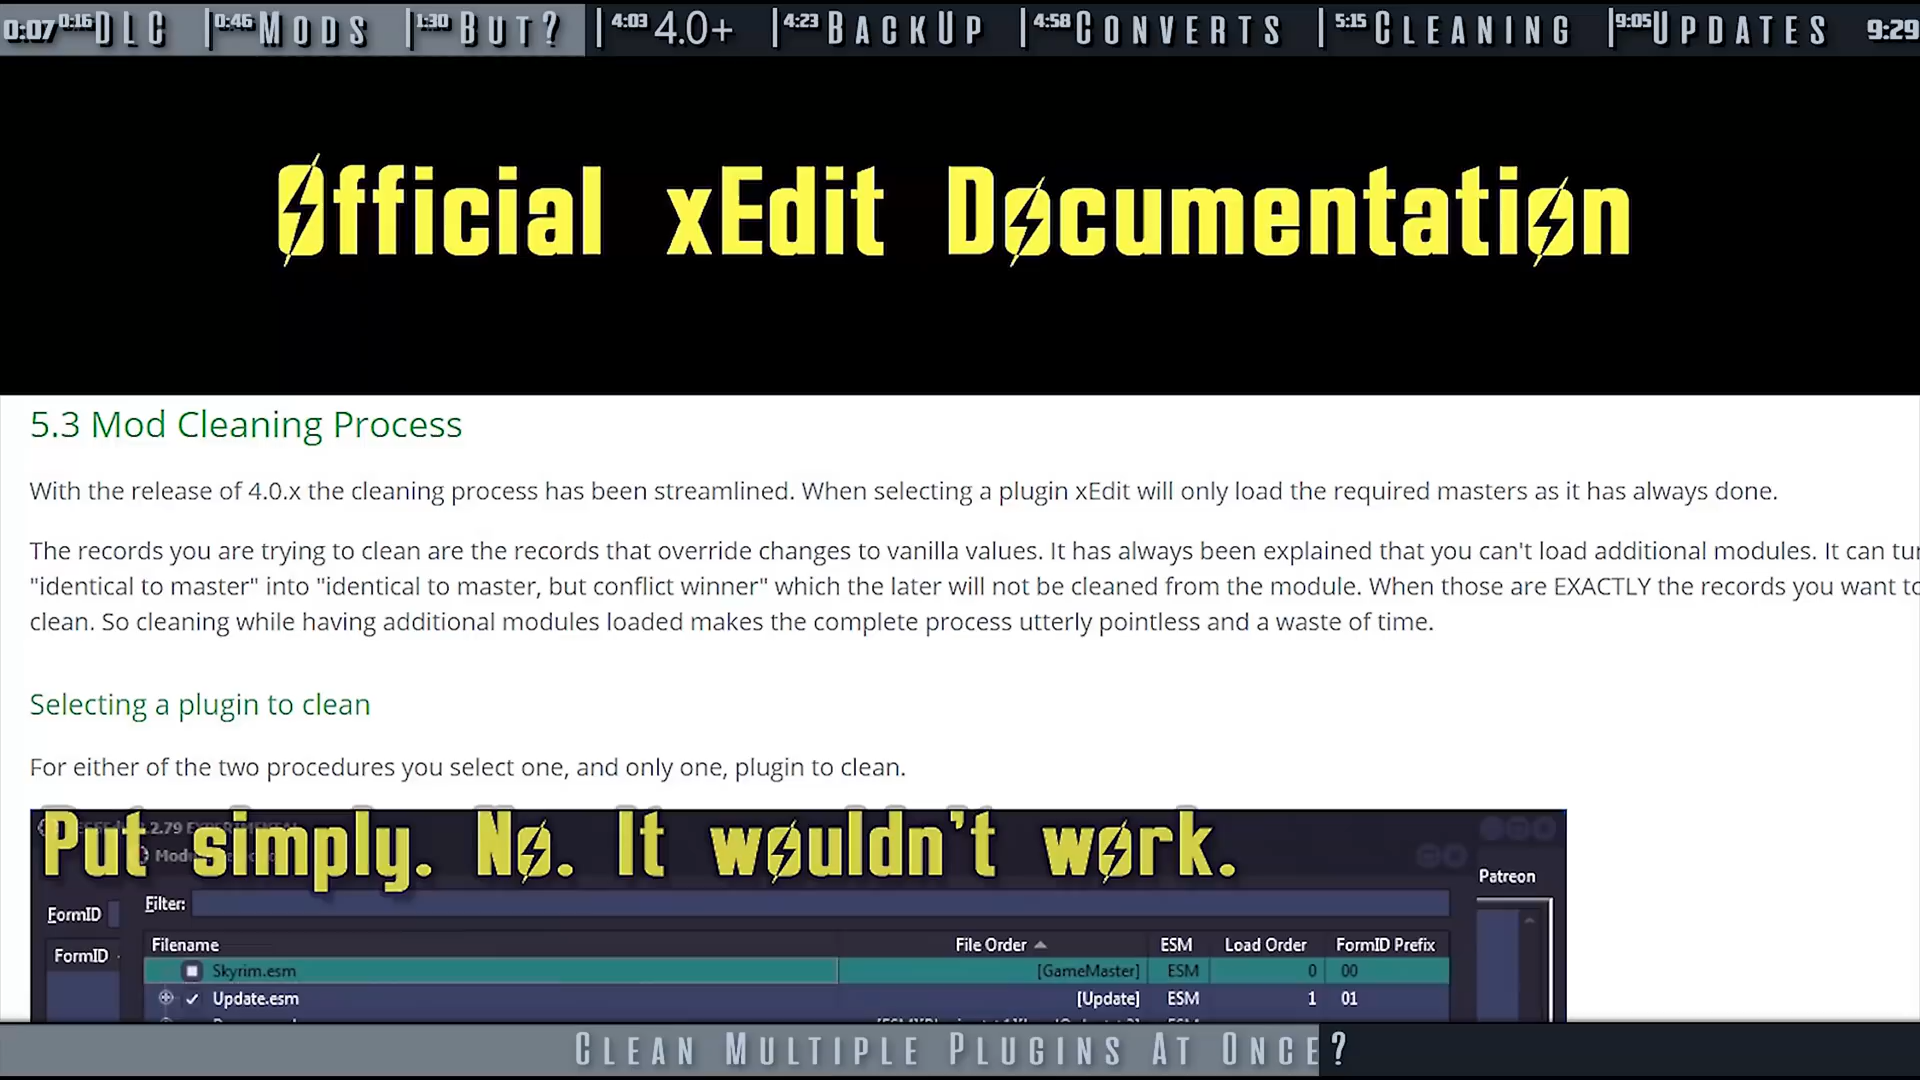 0:07 0:16 DLC 0:46 MODS 1:30 BUT? 4:03 4.0+ 4:23 BACKUP 4:58 CONVERTS 5:15 CLEANING 9:05 UPDATES 9:29
Official xEdit Documentation
5.3 Mod Cleaning Process
With the release of 4.0.x the cleaning process has been streamlined. When selecting a plugin xEdit will only load the required masters as it has always done.
The records you are trying to clean are the records that override changes to vanilla values. It has always been explained that you can't load additional modules. It can tur
"identical to master" into "identical to master, but conflict winner" which the later will not be cleaned from the module. When those are EXACTLY the records you want to
clean. So cleaning while having additional modules loaded makes the complete process utterly pointless and a waste of time.
Selecting a plugin to clean
For either of the two procedures you select one, and only one, plugin to clean.
Put simply. No. It wouldn't work.
Patreon
FormID Filter:
FormID Filename File Order ESM Load Order FormID Prefix
Skyrim.esm [GameMaster] ESM 0 00
Update.esm [Update] ESM 1 01
CLEAN MULTIPLE PLUGINS AT ONCE?